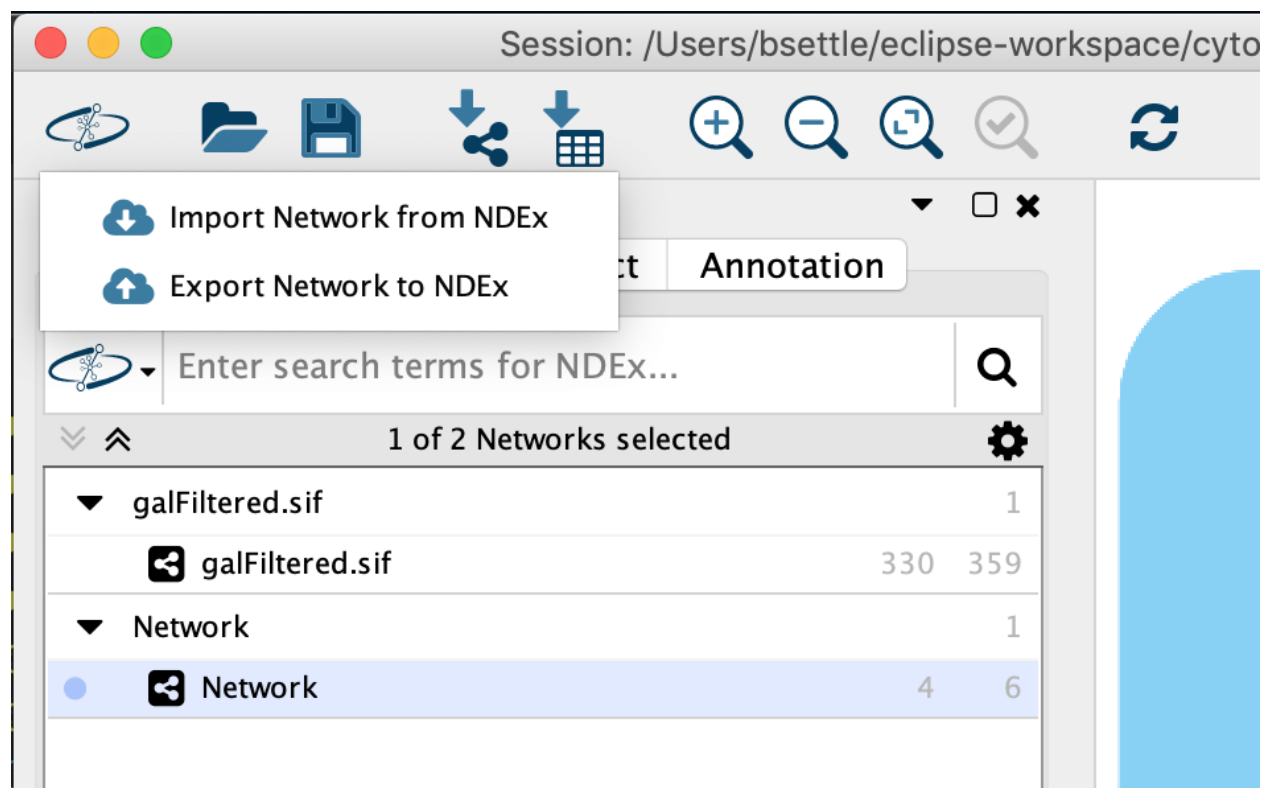 Session: /Users/bsettle/eclipse-workspace/cyto
Import Network from NDEx
Export Network to NDEx
ct Annotation
Enter search terms for NDEx...
1 of 2 Networks selected
galFiltered.sif 1
galFiltered.sif 330 359
Network 1
Network 4 6